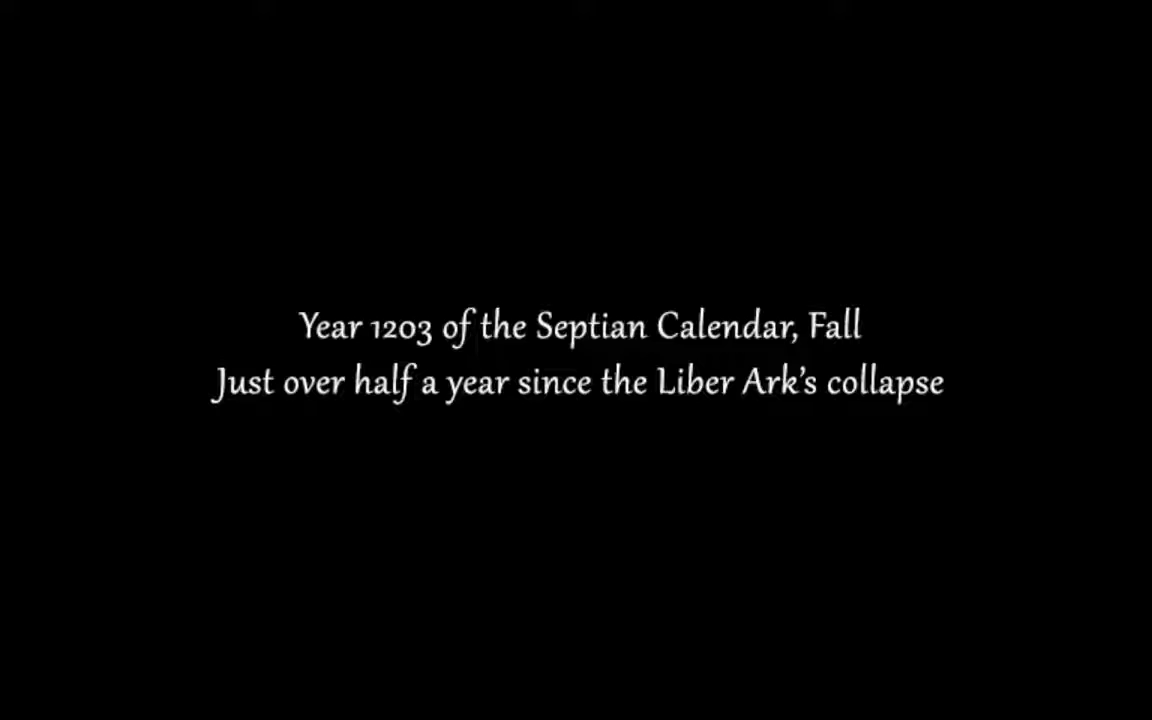 Year 1203 of the Septian Calendar, Fall
Just over half a year since the Liber Ark’s collapse